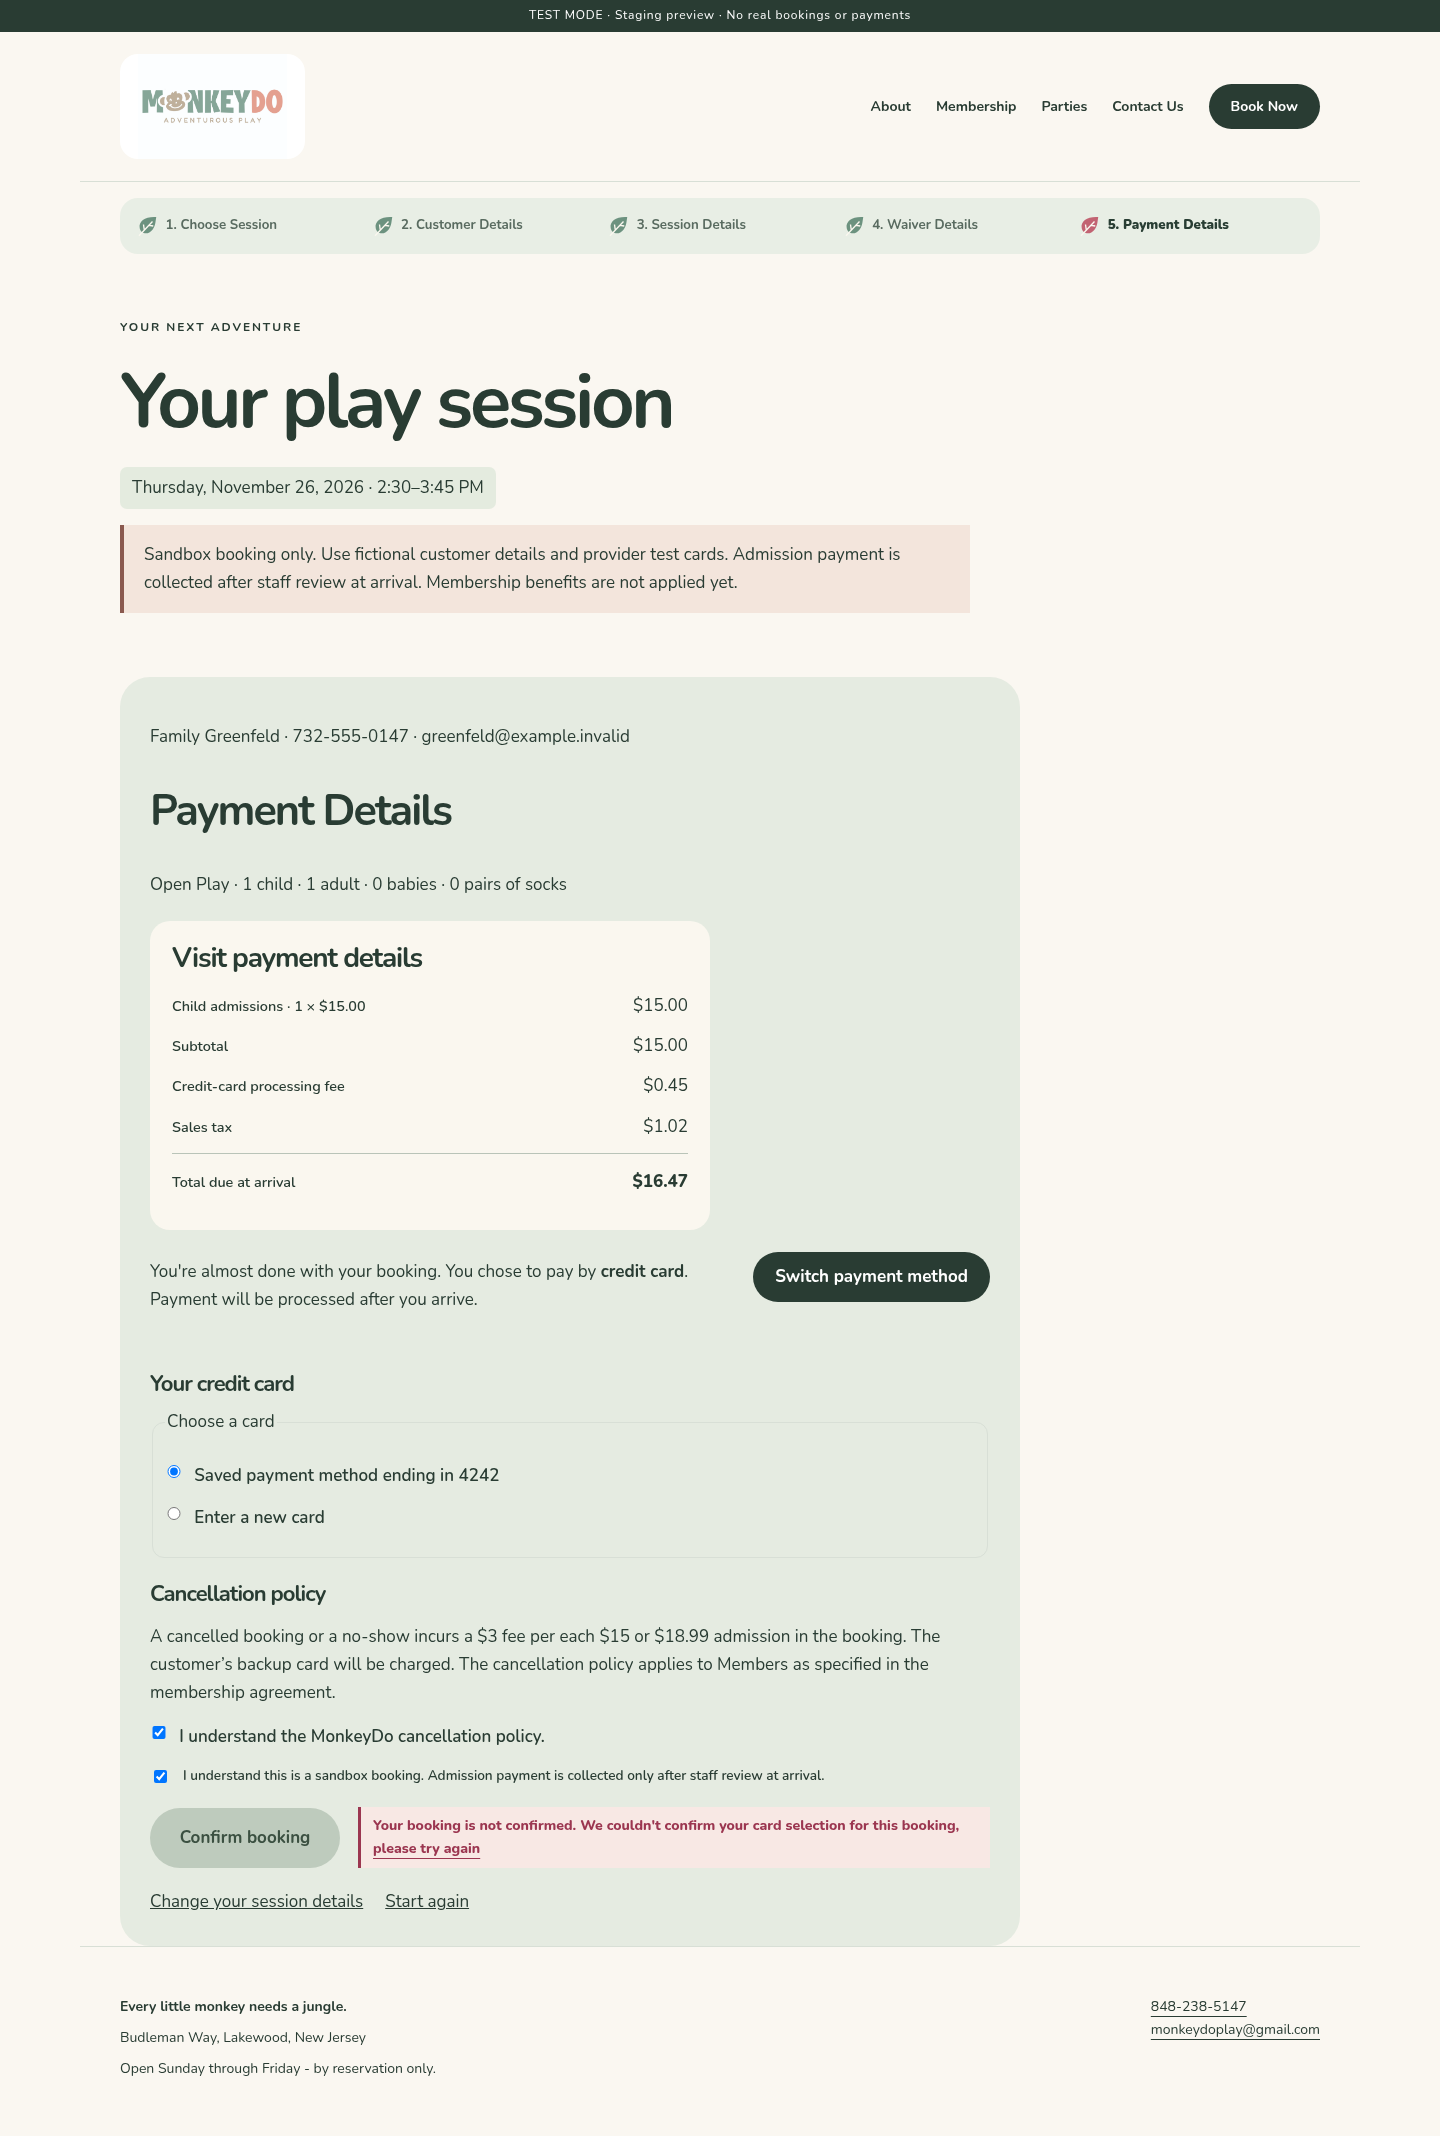 TEST MODE · Staging preview · No real bookings or payments
MONKEYDO
ADVENTUROUS PLAY
About Membership Parties Contact Us Book Now
1. Choose Session 2. Customer Details 3. Session Details 4. Waiver Details 5. Payment Details
YOUR NEXT ADVENTURE
Your play session
Thursday, November 26, 2026 · 2:30–3:45 PM
Sandbox booking only. Use fictional customer details and provider test cards. Admission payment is
collected after staff review at arrival. Membership benefits are not applied yet.
Family Greenfeld · 732-555-0147 · greenfeld@example.invalid
Payment Details
Open Play · 1 child · 1 adult · 0 babies · 0 pairs of socks
Visit payment details
Child admissions · 1 × $15.00 $15.00
Subtotal $15.00
Credit-card processing fee $0.45
Sales tax $1.02
Total due at arrival $16.47
You're almost done with your booking. You chose to pay by credit card.
Payment will be processed after you arrive.
Switch payment method
Your credit card
Choose a card
Saved payment method ending in 4242
Enter a new card
Cancellation policy
A cancelled booking or a no-show incurs a $3 fee per each $15 or $18.99 admission in the booking. The
customer’s backup card will be charged. The cancellation policy applies to Members as specified in the
membership agreement.
I understand the MonkeyDo cancellation policy.
I understand this is a sandbox booking. Admission payment is collected only after staff review at arrival.
Confirm booking
Your booking is not confirmed. We couldn't confirm your card selection for this booking,
please try again
Change your session details Start again
Every little monkey needs a jungle.
Budleman Way, Lakewood, New Jersey
Open Sunday through Friday - by reservation only.
848-238-5147
monkeydoplay@gmail.com